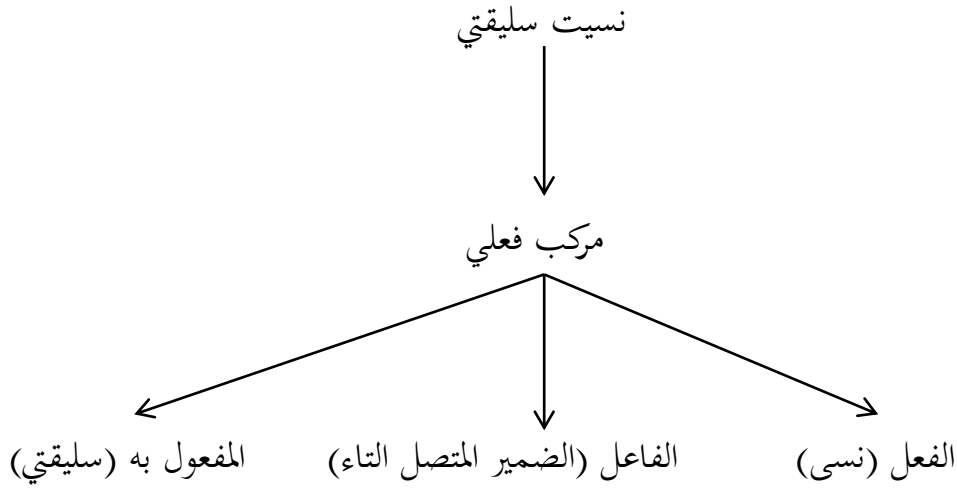 نسيت سليقتي
مركب فعلي
الفعل (نسى) الفاعل (الضمير المتصل التاء) المفعول به (سليقتي)